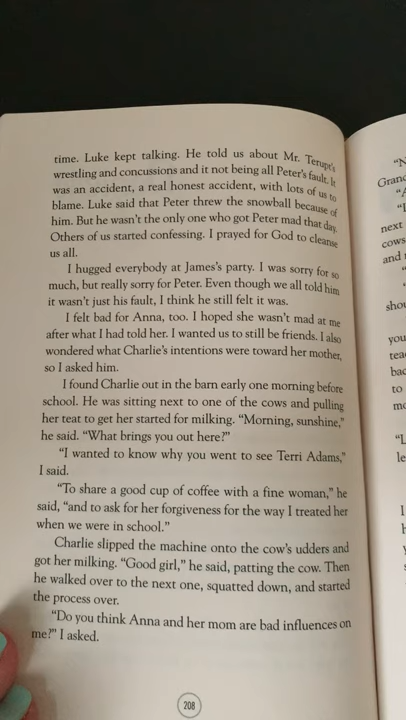 time. Luke kept talking. He told us about Mr. Terupt's
wrestling and concussions and it not being all Peter's fault. It
was an accident, a real honest accident, with lots of us to
blame. Luke said that Peter threw the snowball because of
him. But he wasn't the only one who got Peter mad that day.
Others of us started confessing. I prayed for God to cleanse
us all.
I hugged everybody at James's party. I was sorry for so
much, but really sorry for Peter. Even though we all told him
it wasn't just his fault, I think he still felt it was.
I felt bad for Anna, too. I hoped she wasn't mad at me
after what I had told her. I wanted us to still be friends. I also
wondered what Charlie's intentions were toward her mother,
so I asked him.
I found Charlie out in the barn early one morning before
school. He was sitting next to one of the cows and pulling
her teat to get her started for milking. “Morning, sunshine,”
he said. “What brings you out here?”
“I wanted to know why you went to see Terri Adams,”
I said.
“To share a good cup of coffee with a fine woman,” he
said, “and to ask for her forgiveness for the way I treated her
when we were in school.”
Charlie slipped the machine onto the cow's udders and
got her milking. “Good girl,” he said, patting the cow. Then
he walked over to the next one, squatted down, and started
the process over.
“Do you think Anna and her mom are bad influences on
me?” I asked.
208
next
cows
and
to